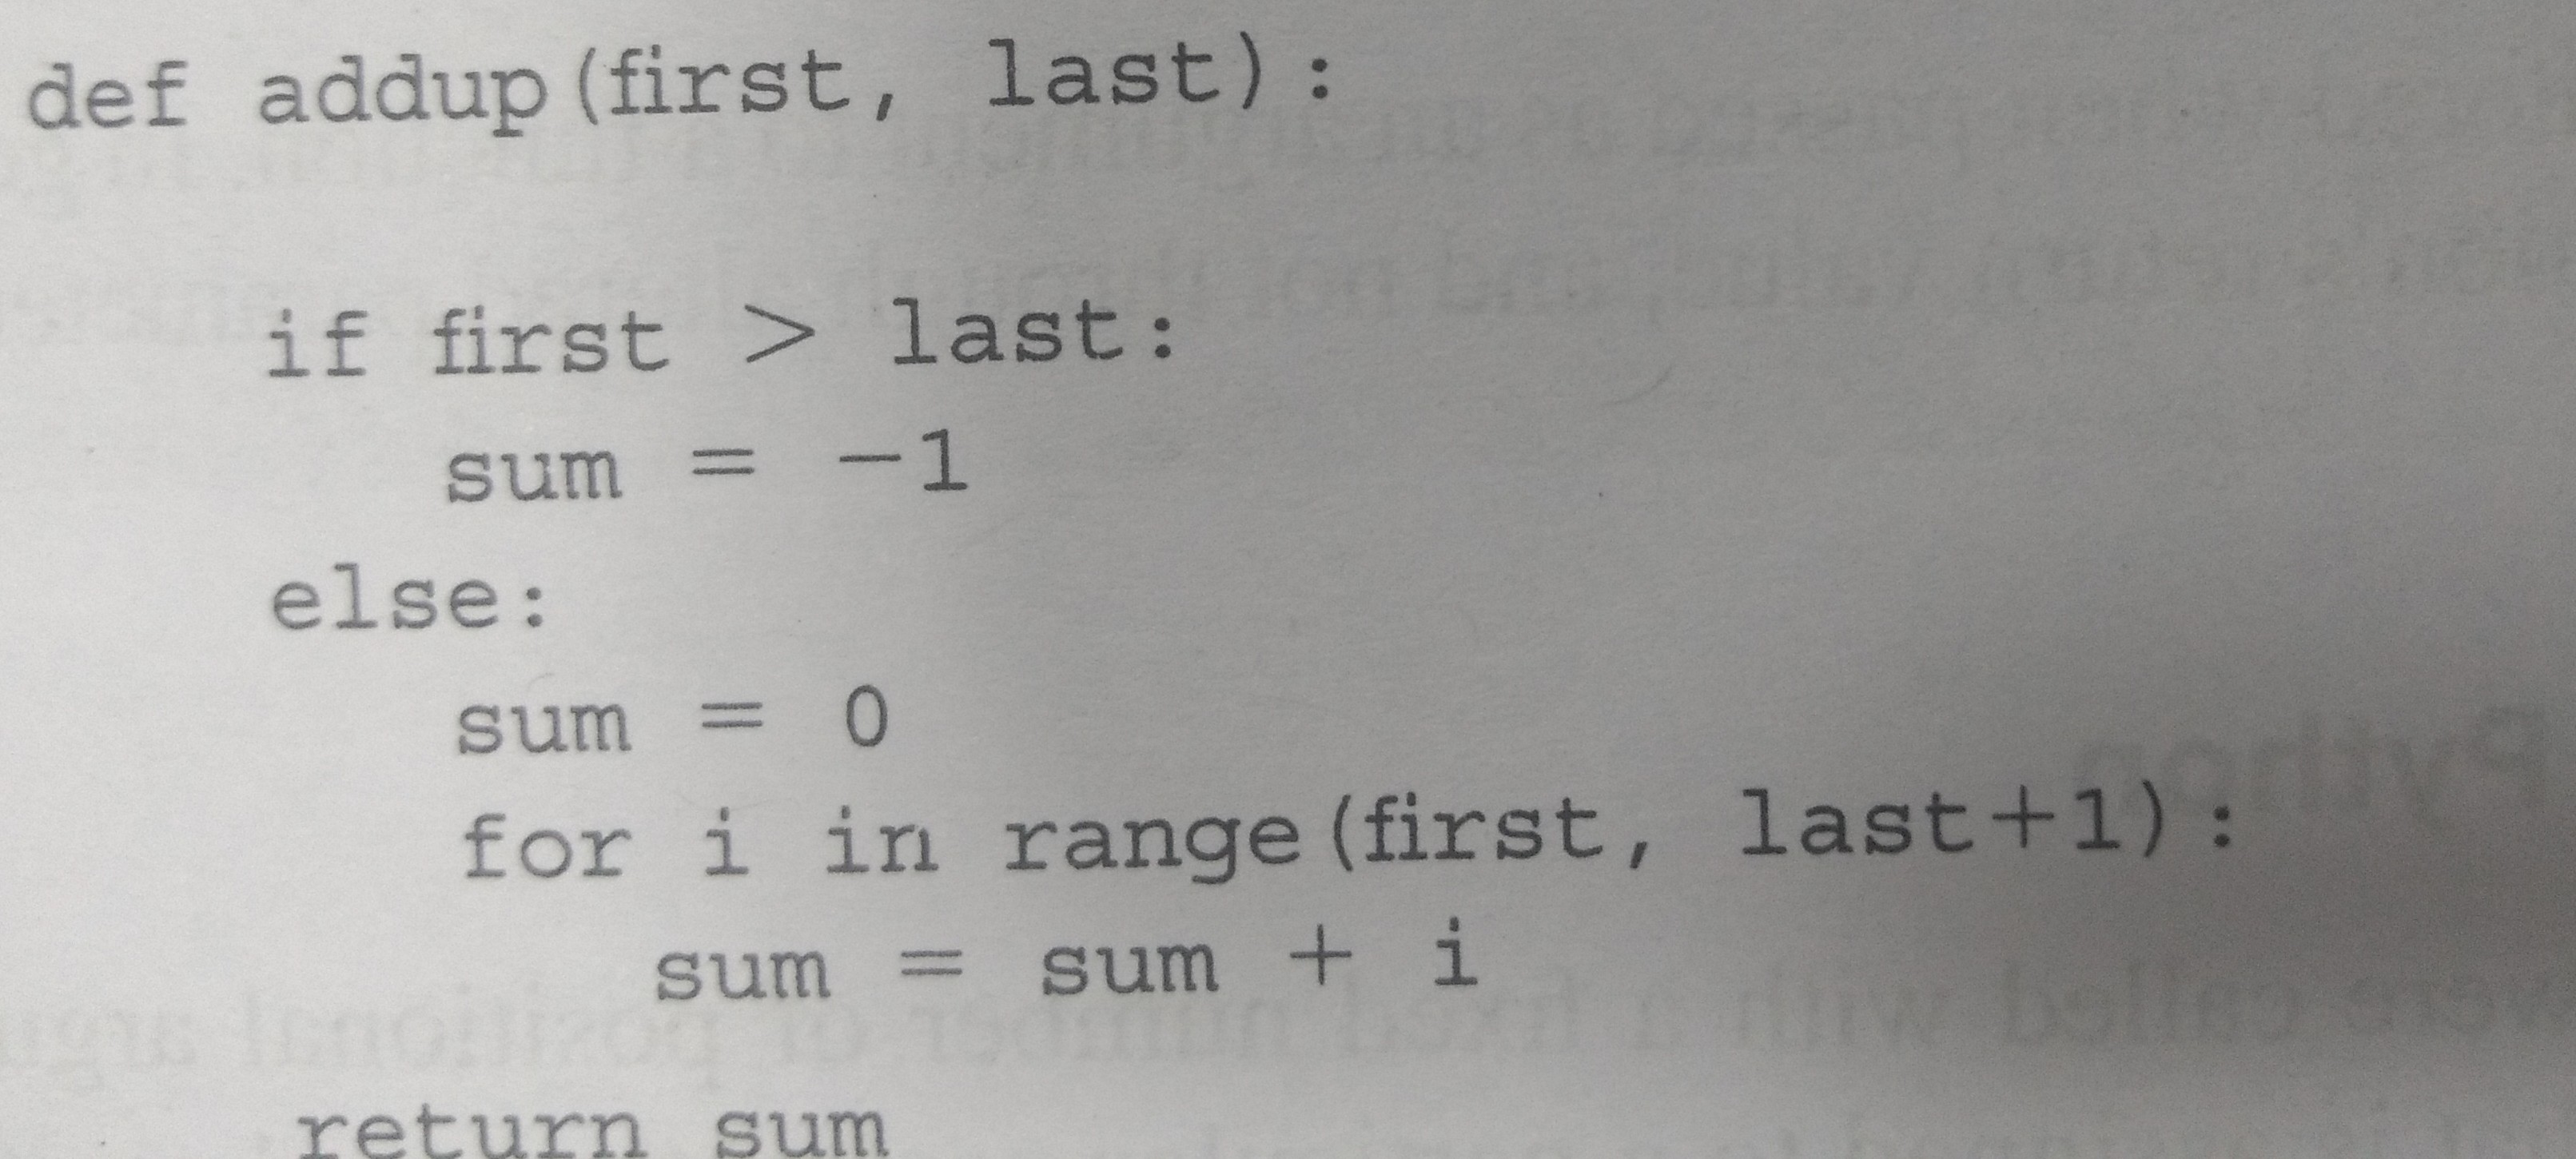 def addup(first, last):
if first > last:
sum = -1
else:
sum = 0
for i in range(first, last+1):
sum = sum + i
return sum